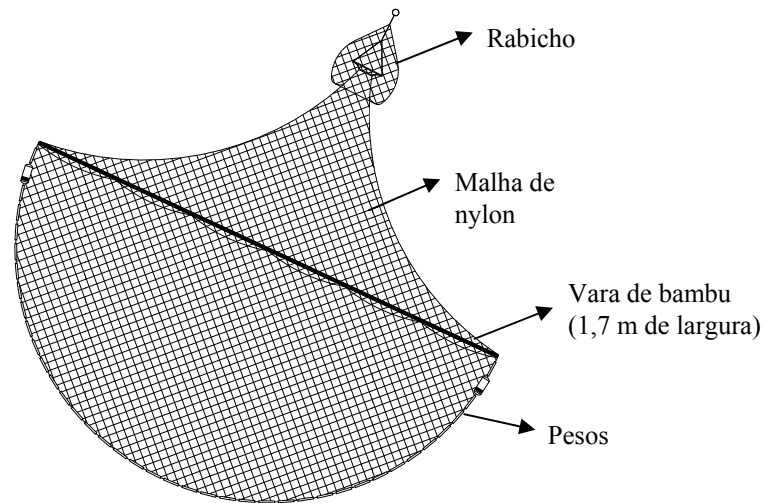 Rabicho
Malha de
nylon
Vara de bambu
(1,7 m de largura)
Pesos